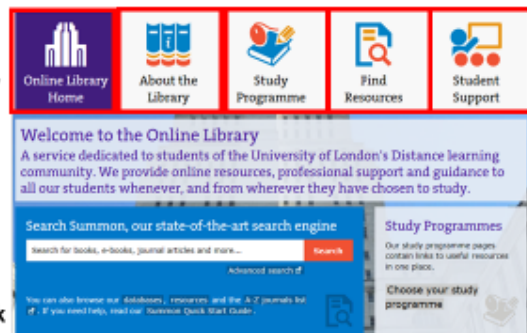 Online Library
Home
About the
Library
Study
Programme
Find
Resources
Student
Support
Welcome to the Online Library
A service dedicated to students of the University of London's Distance learning
community. We provide online resources, professional support and guidance to
all our students whenever, and from wherever they have chosen to study.
Search Summon, our state-of-the-art search engine
Search for books, e-books, journal articles and more....
Search
Advanced search
You can also browse our databases, resources and the A-Z journals list
. If you need help, read our Summon Quick Start Guide.
Study Programmes
Our study programme pages
contain links to useful resources
in one place.
Choose your study
programme